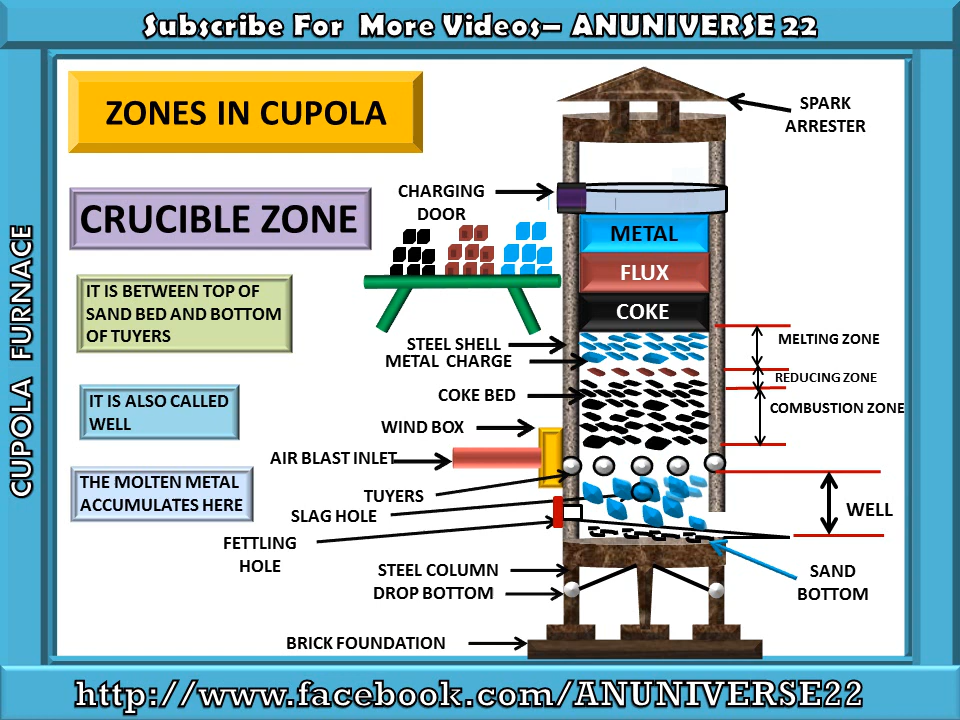 Subscribe For More Videos– ANUNIVERSE 22
CUPOLA FURNACE
ZONES IN CUPOLA
CRUCIBLE ZONE
IT IS BETWEEN TOP OF
SAND BED AND BOTTOM
OF TUYERS
IT IS ALSO CALLED
WELL
THE MOLTEN METAL
ACCUMULATES HERE
SPARK
ARRESTER
CHARGING
DOOR
METAL
FLUX
COKE
STEEL SHELL
METAL CHARGE
COKE BED
WIND BOX
AIR BLAST INLET
TUYERS
SLAG HOLE
FETTLING
HOLE
STEEL COLUMN
DROP BOTTOM
BRICK FOUNDATION
MELTING ZONE
REDUCING ZONE
COMBUSTION ZONE
WELL
SAND
BOTTOM
http://www.facebook.com/ANUNIVERSE22